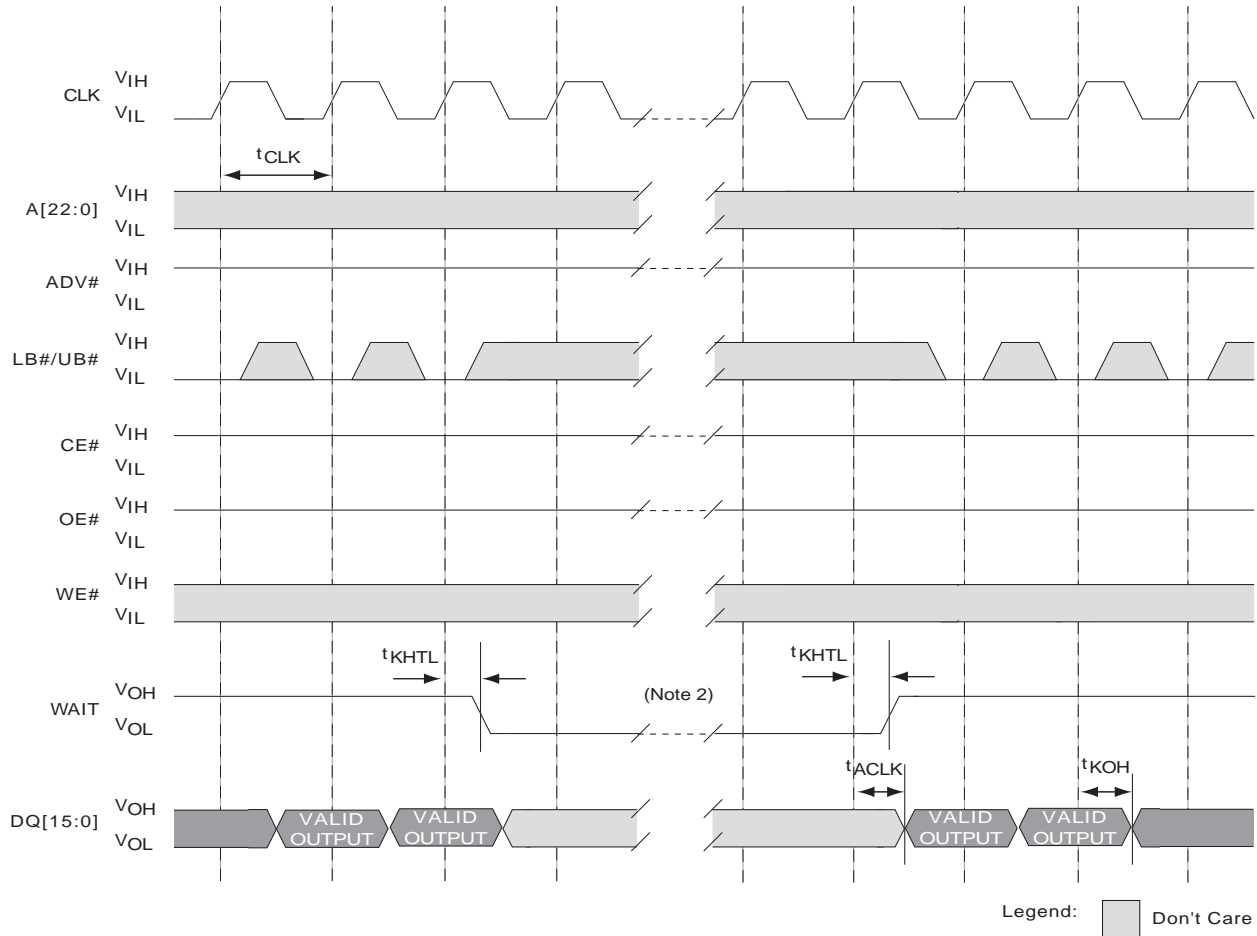 CLK VIH
VIL
tCLK
A[22:0] VIH
VIL
ADV# VIH
VIL
LB#/UB# VIH
VIL
CE# VIH
VIL
OE# VIH
VIL
WE# VIH
VIL
tKHTL tKHTL
WAIT VOH (Note 2)
VOL
tACLK tKOH
DQ[15:0] VOH VALID OUTPUT VALID OUTPUT VALID OUTPUT VALID OUTPUT
VOL
Legend: Don't Care